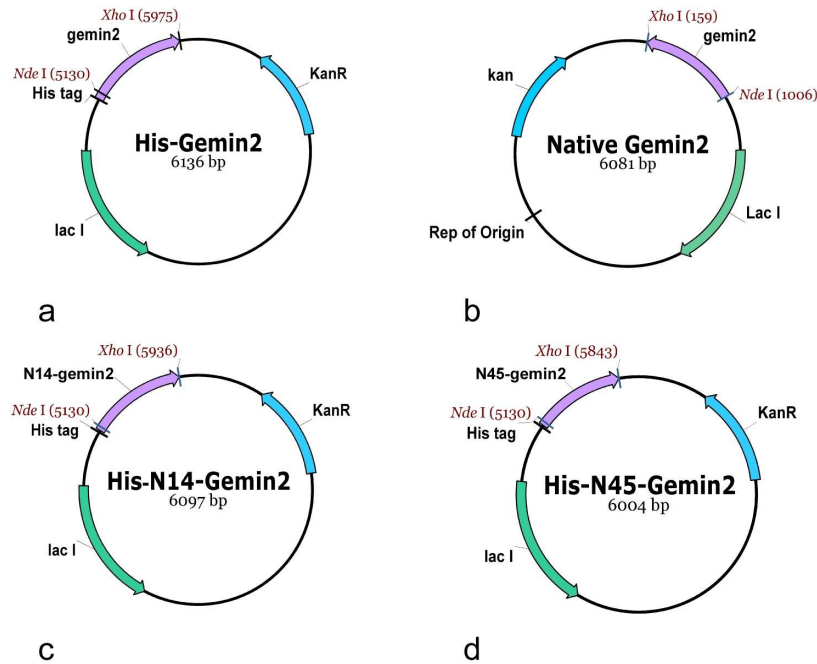 Xho I (5975)
gemin2
Nde I (5130)
His tag
KanR
His-Gemin2
6136 bp
lac I
a
Xho I (159)
gemin2
kan
Nde I (1006)
Native Gemin2
6081 bp
Lac I
Rep of Origin
b
Xho I (5936)
N14-gemin2
Nde I (5130)
His tag
KanR
His-N14-Gemin2
6097 bp
lac I
c
Xho I (5843)
N45-gemin2
Nde I (5130)
His tag
KanR
His-N45-Gemin2
6004 bp
lac I
d